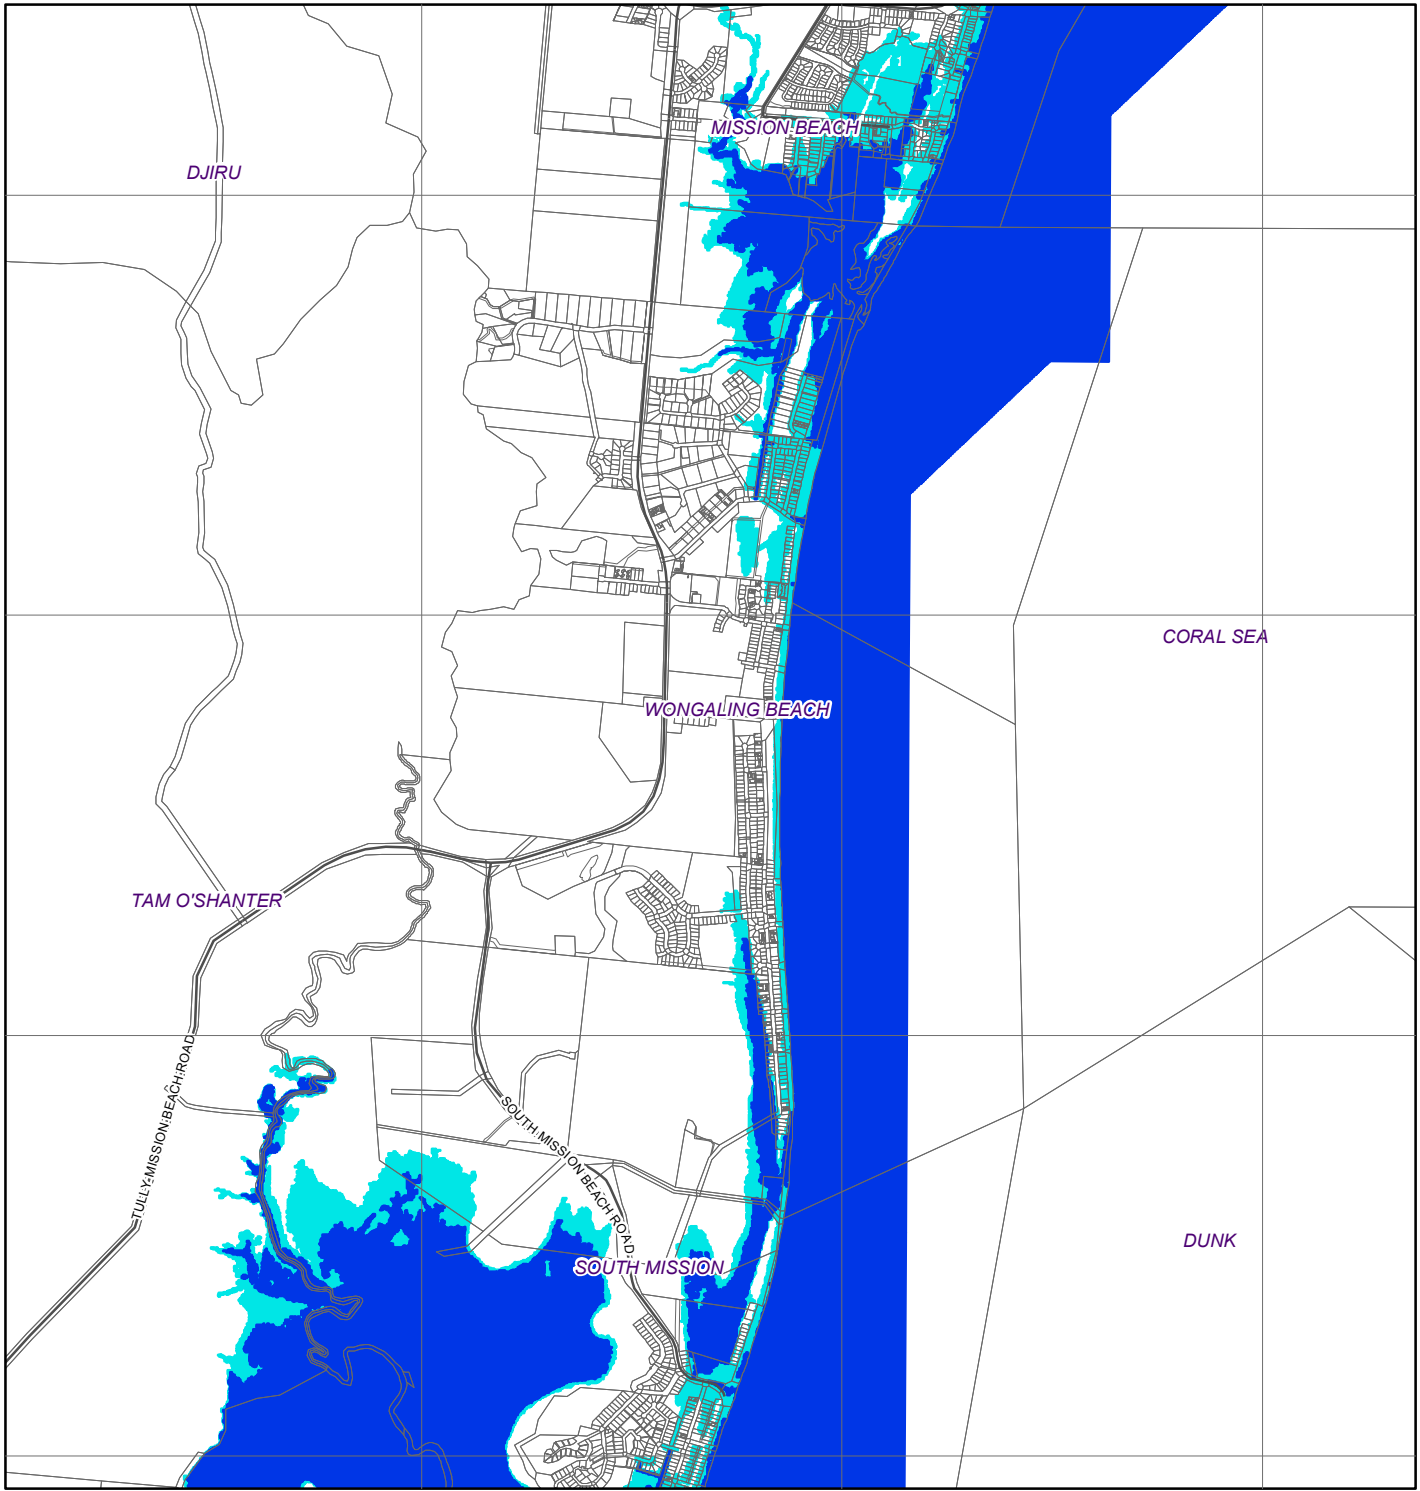 MISSION BEACH
DJIRU
CORAL SEA
WONGALING BEACH
TAM O'SHANTER
TULLY-MISSION BEACH ROAD
SOUTH MISSION BEACH ROAD
DUNK
SOUTH MISSION